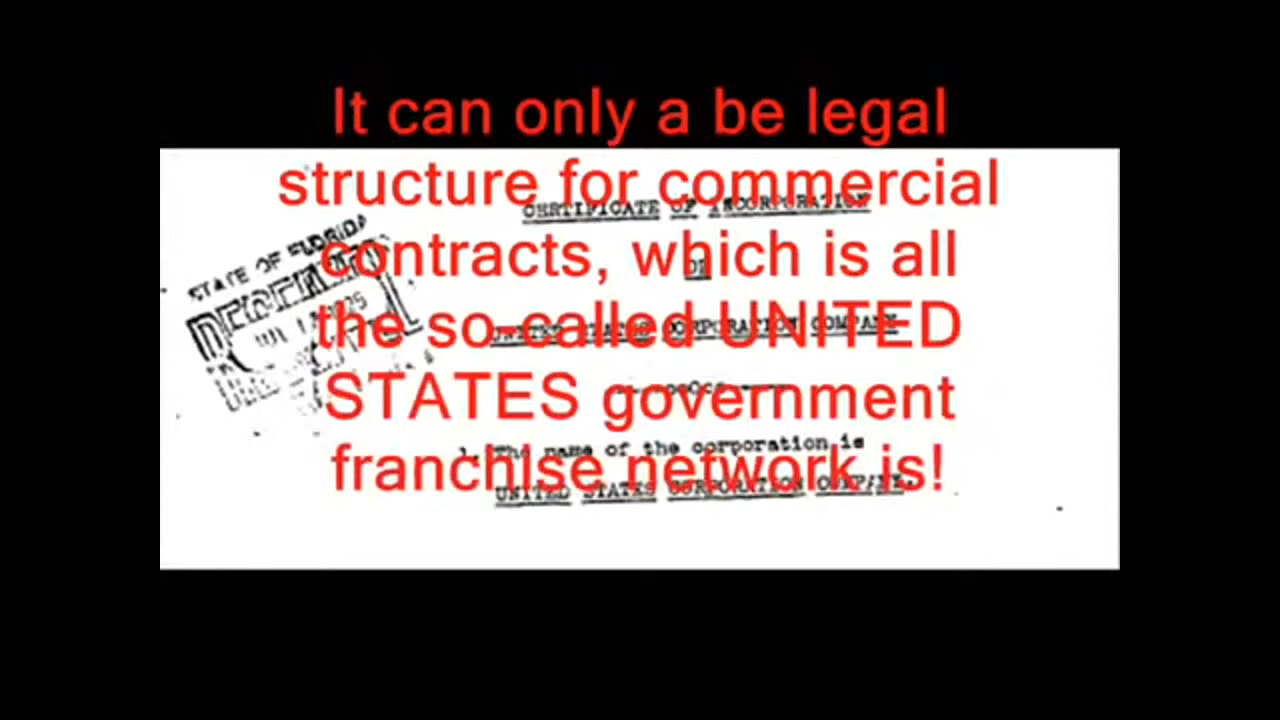 It can only a be legal
structure for commercial
CERTIFICATE OF INCORPORATION
STATE OF FLORIDA
contracts, which is all
OF
the so-called UNITED
UNITED STATES CORPORATION COMPANY
STATES government
1. The name of the corporation is
franchise network is!
UNITED STATES CORPORATION COMPANY.